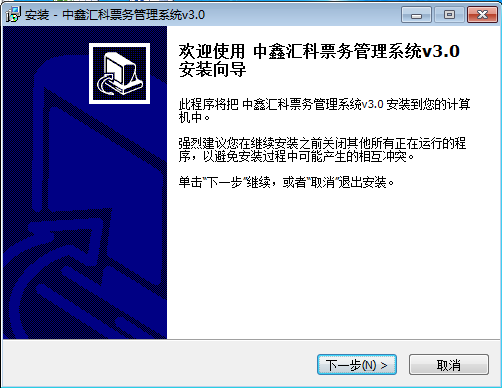 安装 - 中鑫汇科票务管理系统v3.0
欢迎使用 中鑫汇科票务管理系统v3.0
安装向导
此程序将把 中鑫汇科票务管理系统v3.0 安装到您的计算
机中。
强烈建议您在继续安装之前关闭其他所有正在运行的程
序，以避免安装过程中可能产生的相互冲突。
单击"下一步"继续，或者"取消"退出安装。
下一步(N) >
取消